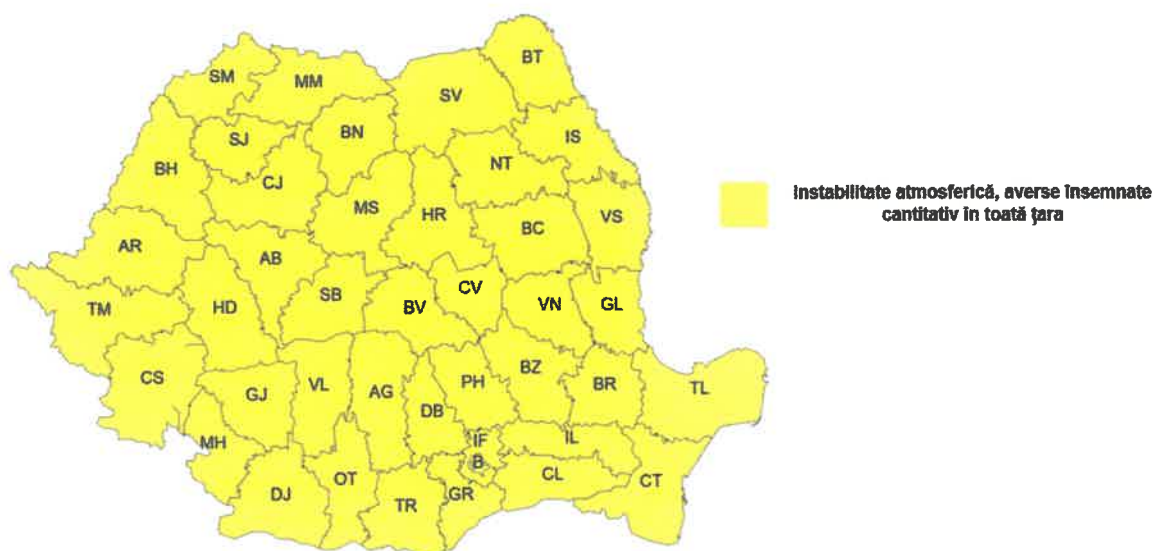 BT
SM
MM
SV
SJ
BN
IS
BH
NT
CJ
MS
HR
VS
BC
AR
AB
SB
CV
TM
HD
BV
VN
GL
CS
GJ
VL
AG
PH
BZ
BR
TL
DB
MH
IF
IL
B
DJ
OT
TR
GR
CL
CT
Instabilitate atmosferică, averse însemnate
cantitativ în toată ţara